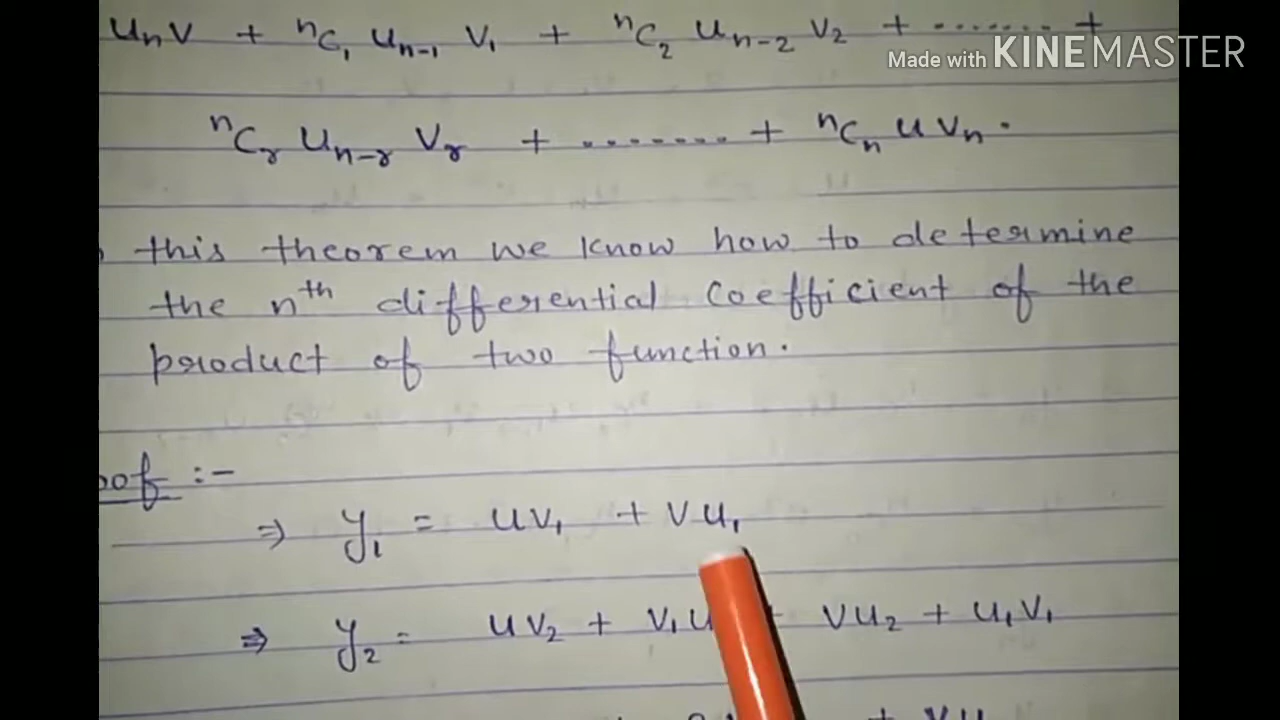 uₙv + ⁿC₁ uₙ₋₁ v₁ + ⁿC₂ uₙ₋₂ v₂ + ........ +
Made with KINEMASTER
ⁿCᵣ uₙ₋ᵣ vᵣ + ........ + ⁿCₙ u vₙ .
this theorem we know how to determine
the nᵗʰ differential coefficient of the
product of two function.
oof :-
⇒ y₁ = uv₁ + vu₁
⇒ y₂ = uv₂ + v₁u + vu₂ + u₁v₁
+ vu